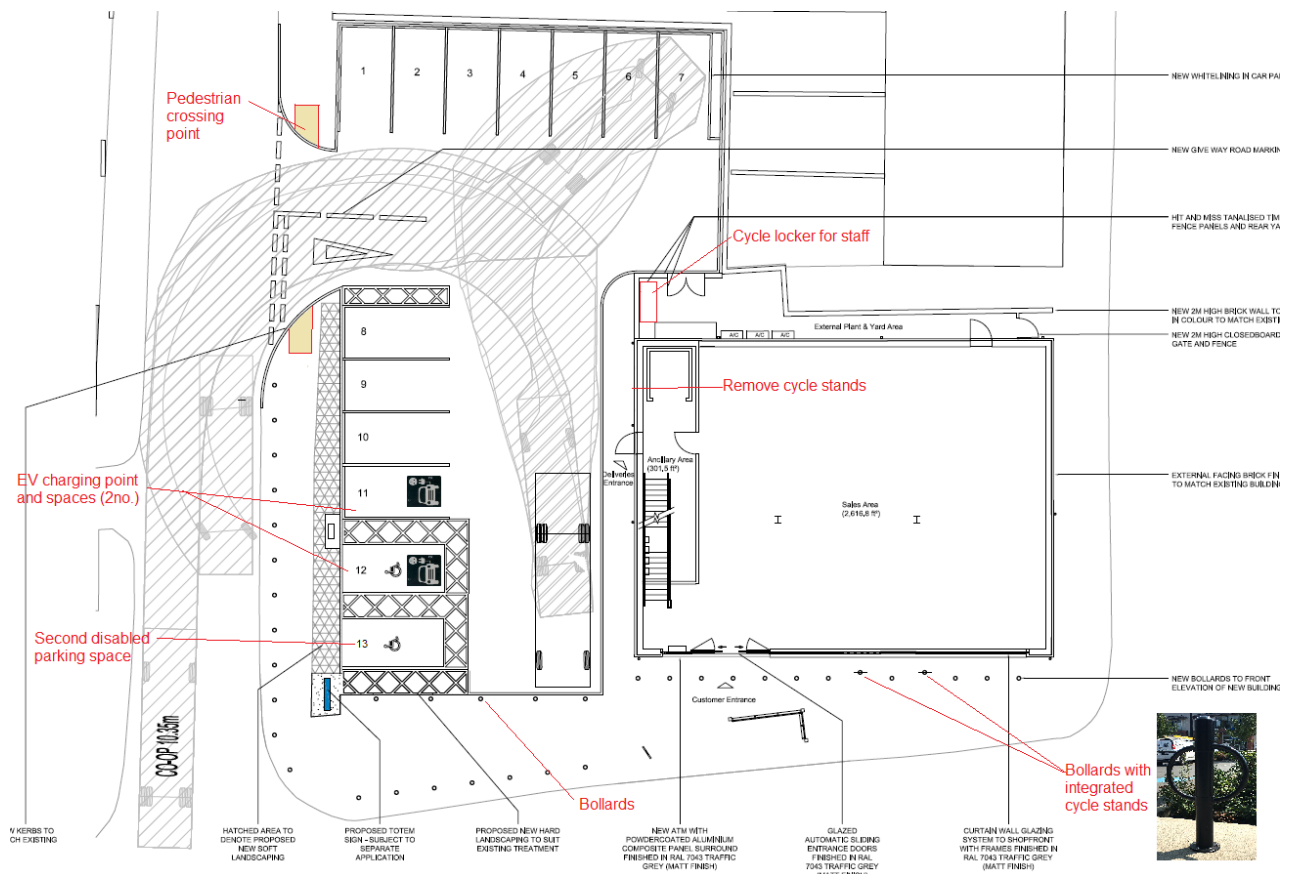 1
2
3
4
5
6
7
NEW WHITELINING IN CAR PA
Pedestrian
crossing
point
NEW GIVE WAY ROAD MARKIN
HIT AND MISS TANALISED TIM
FENCE PANELS AND REAR YA
Cycle locker for staff
8
External Plant & Yard Area
A/C
A/C
A/C
NEW 2M HIGH BRICK WALL TO
IN COLOUR TO MATCH EXISTI
NEW 2M HIGH CLOSEDBOARD
GATE AND FENCE
9
Remove cycle stands
10
Ancillary Area
(301.5 ft²)
Deliveries
Entrance
EV charging point
and spaces (2no.)
11
EXTERNAL FACING BRICK FIN
TO MATCH EXISTING BUILDING
Sales Area
(2,616.8 ft²)
12
Second disabled
parking space
13
Customer Entrance
NEW BOLLARDS TO FRONT
ELEVATION OF NEW BUILDING
CO-OP 10.35m
Bollards
Bollards with
integrated
cycle stands
W KERBS TO
CH EXISTING
HATCHED AREA TO
DENOTE PROPOSED
NEW SOFT
LANDSCAPING
PROPOSED TOTEM
SIGN - SUBJECT TO
SEPARATE
APPLICATION
PROPOSED NEW HARD
LANDSCAPING TO SUIT
EXISTING TREATMENT
NEW ATM WITH
POWDERCOATED ALUMINIUM
COMPOSITE PANEL SURROUND
FINISHED IN RAL 7043 TRAFFIC
GREY (MATT FINISH)
GLAZED
AUTOMATIC SLIDING
ENTRANCE DOORS
FINISHED IN RAL
7043 TRAFFIC GREY
(MATT FINISH)
CURTAIN WALL GLAZING
SYSTEM TO SHOPFRONT
WITH FRAMES FINISHED IN
RAL 7043 TRAFFIC GREY
(MATT FINISH)